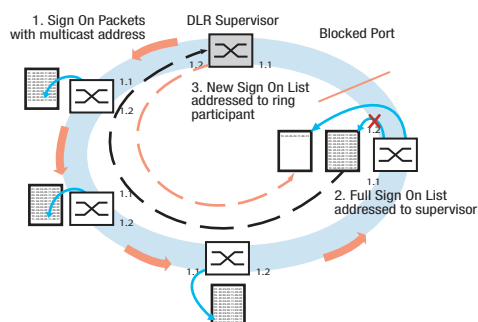 1. Sign On Packets
with multicast address
DLR Supervisor
Blocked Port
1.2
1.1
3. New Sign On List
addressed to ring
participant
1.1
1.2
1.2
1.1
2. Full Sign On List
addressed to supervisor
1.1
1.2
1.1
1.2